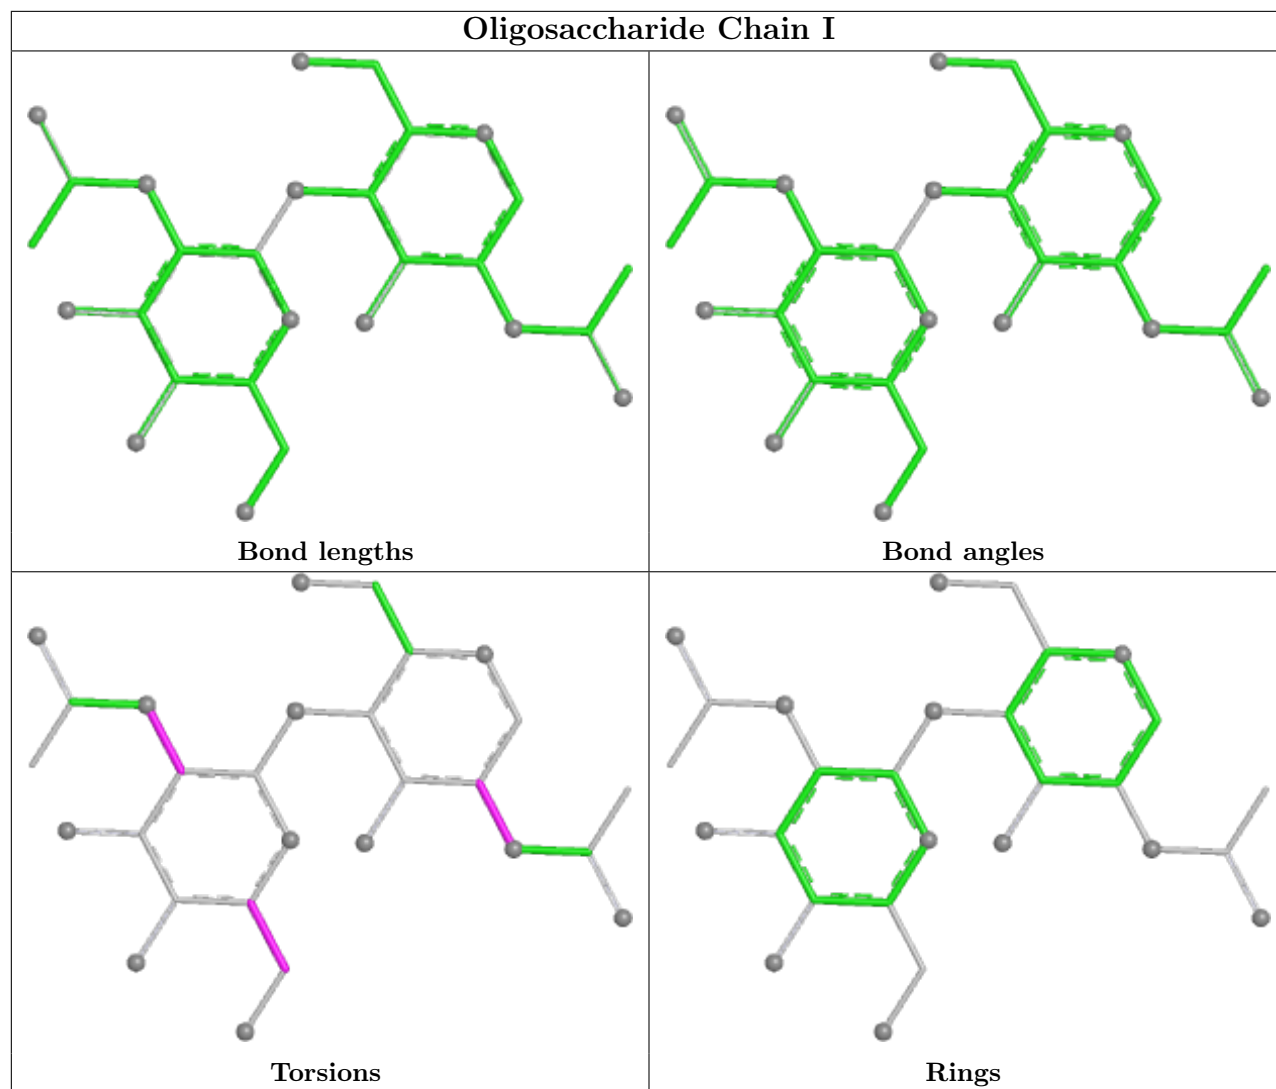 Oligosaccharide Chain I
Bond lengths
Bond angles
Torsions
Rings